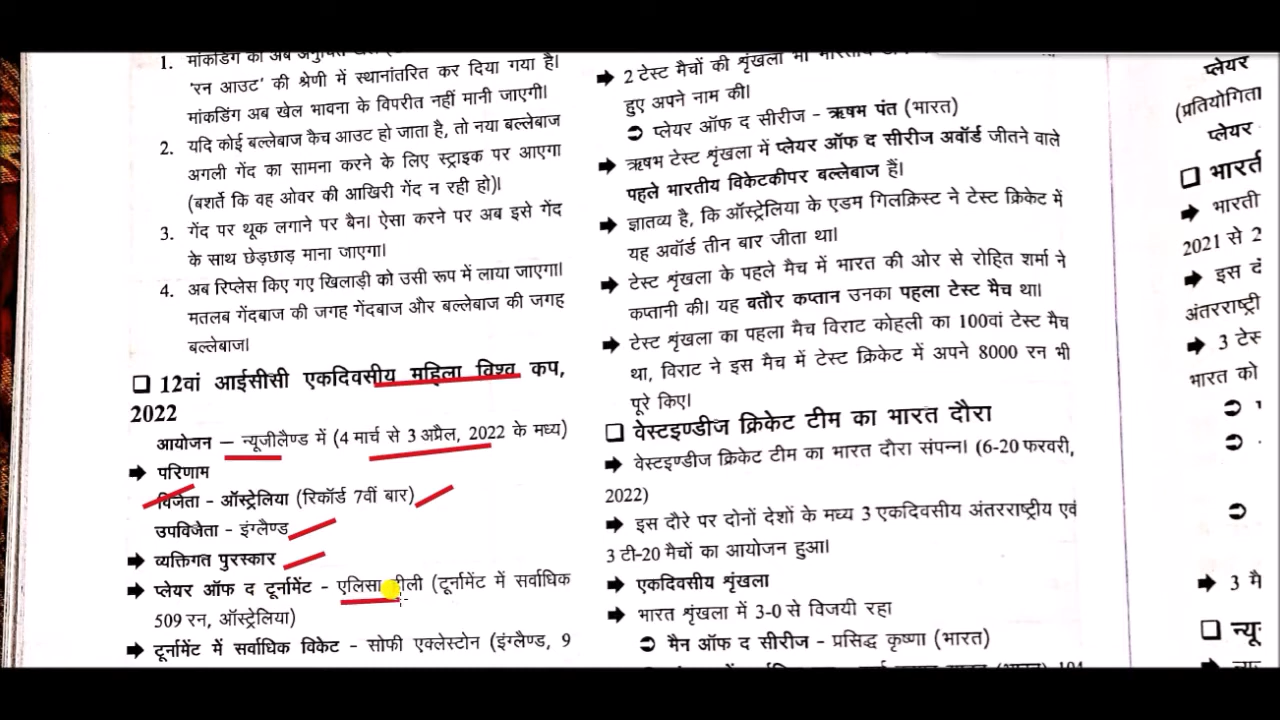 1. मांकडिंग को अब अनुचित
'रन आउट' की श्रेणी में स्थानांतरित कर दिया गया है।
मांकडिंग अब खेल भावना के विपरीत नहीं मानी जाएगी।
2. यदि कोई बल्लेबाज कैच आउट हो जाता है, तो नया बल्लेबाज
अगली गेंद का सामना करने के लिए स्ट्राइक पर आएगा
(बशर्ते कि वह ओवर की आखिरी गेंद न रही हो)।
3. गेंद पर थूक लगाने पर बैन। ऐसा करने पर अब इसे गेंद
के साथ छेड़छाड़ माना जाएगा।
4. अब रिप्लेस किए गए खिलाड़ी को उसी रूप में लाया जाएगा।
मतलब गेंदबाज की जगह गेंदबाज और बल्लेबाज की जगह
बल्लेबाज।
❑ 12वां आईसीसी एकदिवसीय महिला विश्व कप,
2022
आयोजन – न्यूजीलैण्ड में (4 मार्च से 3 अप्रैल, 2022 के मध्य)
➡ परिणाम
विजेता - ऑस्ट्रेलिया (रिकॉर्ड 7वीं बार)
उपविजेता - इंग्लैण्ड
➡ व्यक्तिगत पुरस्कार
➡ प्लेयर ऑफ द टूर्नामेंट - एलिसा हीली (टूर्नामेंट में सर्वाधिक
509 रन, ऑस्ट्रेलिया)
➡ टूर्नामेंट में सर्वाधिक विकेट - सोफी एक्लेस्टोन (इंग्लैण्ड, 9
➡ 2 टेस्ट मैचों की शृंखला भी भारतीय
हुए अपने नाम की।
➲ प्लेयर ऑफ द सीरीज - ऋषभ पंत (भारत)
➡ ऋषभ टेस्ट शृंखला में प्लेयर ऑफ द सीरीज अवॉर्ड जीतने वाले
पहले भारतीय विकेटकीपर बल्लेबाज हैं।
➡ ज्ञातव्य है, कि ऑस्ट्रेलिया के एडम गिलक्रिस्ट ने टेस्ट क्रिकेट में
यह अवॉर्ड तीन बार जीता था।
➡ टेस्ट शृंखला के पहले मैच में भारत की ओर से रोहित शर्मा ने
कप्तानी की। यह बतौर कप्तान उनका पहला टेस्ट मैच था।
➡ टेस्ट शृंखला का पहला मैच विराट कोहली का 100वां टेस्ट मैच
था, विराट ने इस मैच में टेस्ट क्रिकेट में अपने 8000 रन भी
पूरे किए।
❑ वेस्टइण्डीज क्रिकेट टीम का भारत दौरा
➡ वेस्टइण्डीज क्रिकेट टीम का भारत दौरा संपन्न। (6-20 फरवरी,
2022)
➡ इस दौरे पर दोनों देशों के मध्य 3 एकदिवसीय अंतरराष्ट्रीय एवं
3 टी-20 मैचों का आयोजन हुआ।
➡ एकदिवसीय शृंखला
➡ भारत शृंखला में 3-0 से विजयी रहा
➲ मैन ऑफ द सीरीज - प्रसिद्ध कृष्णा (भारत)
प्लेयर
(प्रतियोगिता
प्लेयर
❑ भारत
➡ भारती
2021 से 2
➡ इस दं
अंतरराष्ट्री
➡ 3 टेस्
भारत को
➡ 3 मै
❑ न्यू